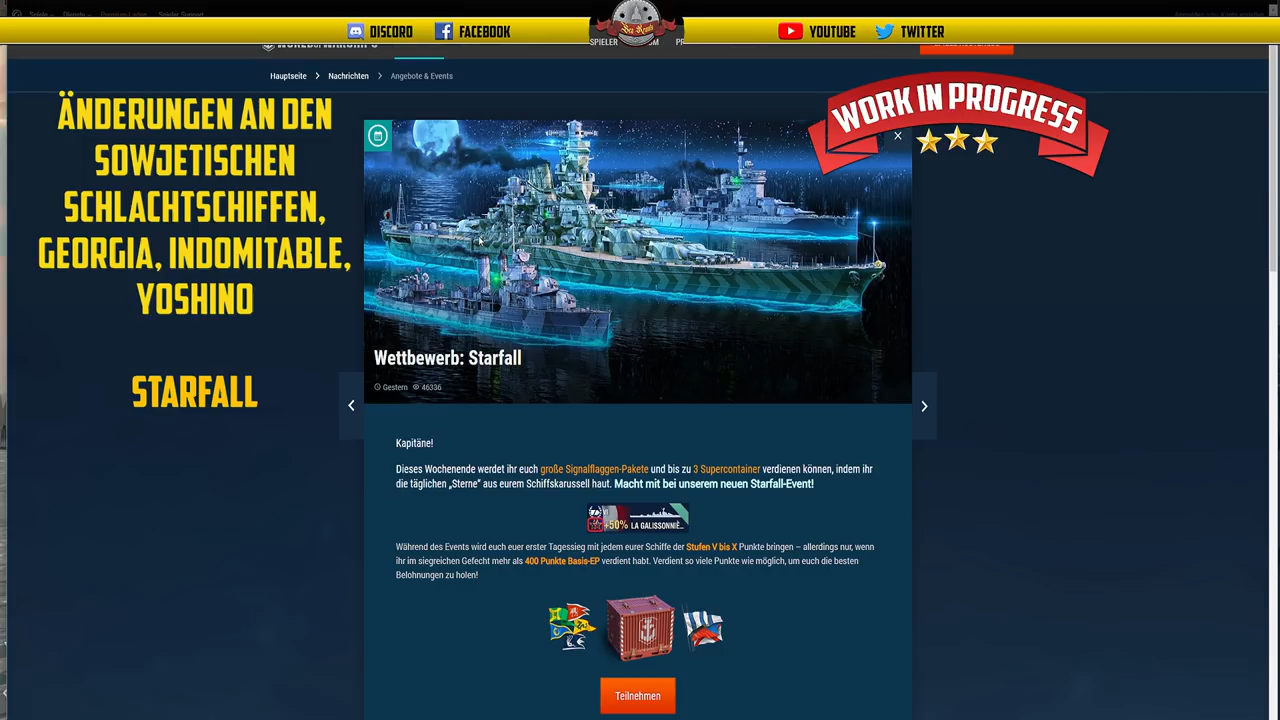 DISCORD
FACEBOOK
SPIELER
YOUTUBE
TWITTER
Hauptseite
Nachrichten
Angebote & Events
ÄNDERUNGEN AN DEN
SOWJETISCHEN
SCHLACHTSCHIFFEN,
GEORGIA, INDOMITABLE,
YOSHINO
STARFALL
WORK IN PROGRESS
Wettbewerb: Starfall
Gestern 46336
Kapitäne!
Dieses Wochenende werdet ihr euch große Signalflaggen-Pakete und bis zu 3 Supercontainer verdienen können, indem ihr
die täglichen „Sterne" aus eurem Schiffskarussell haut. Macht mit bei unserem neuen Starfall-Event!
+50% LA GALISSONNIÈ...
Während des Events wird euch euer erster Tagessieg mit jedem eurer Schiffe der Stufen V bis X Punkte bringen – allerdings nur, wenn
ihr im siegreichen Gefecht mehr als 400 Punkte Basis-EP verdient habt. Verdient so viele Punkte wie möglich, um euch die besten
Belohnungen zu holen!
Teilnehmen